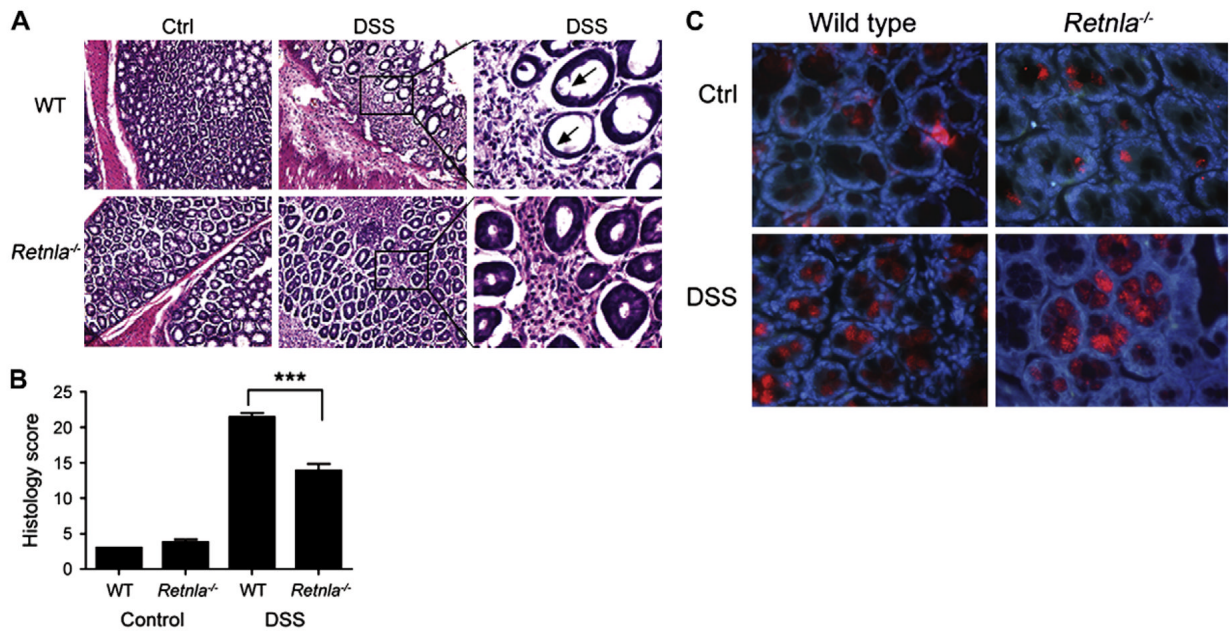 A
Ctrl DSS DSS
WT
Retnla-/-
B
***
Histology score
25
20
15
10
5
0
WT Retnla-/- WT Retnla-/-
Control DSS
C
Wild type Retnla-/-
Ctrl
DSS